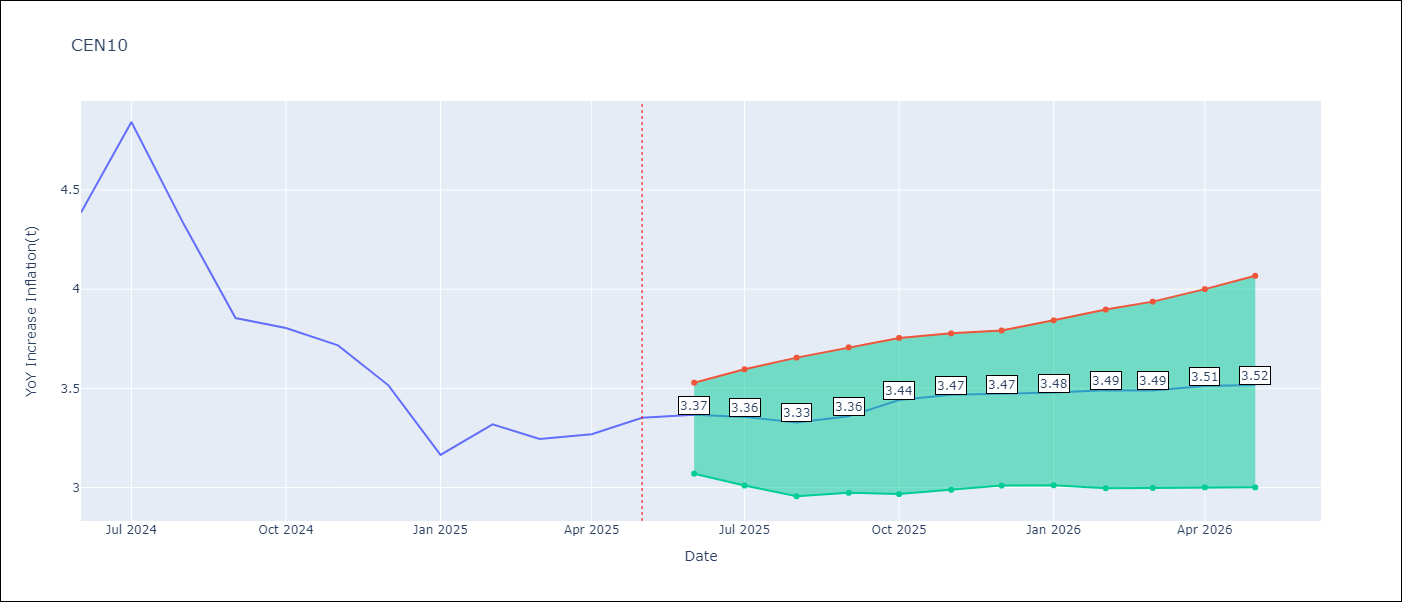 CEN10
YoY Increase Inflation(t)
4.5
4
3.5
3
3.37
3.36
3.33
3.36
3.44
3.47
3.47
3.48
3.49
3.49
3.51
3.52
Jul 2024
Oct 2024
Jan 2025
Apr 2025
Jul 2025
Oct 2025
Jan 2026
Apr 2026
Date